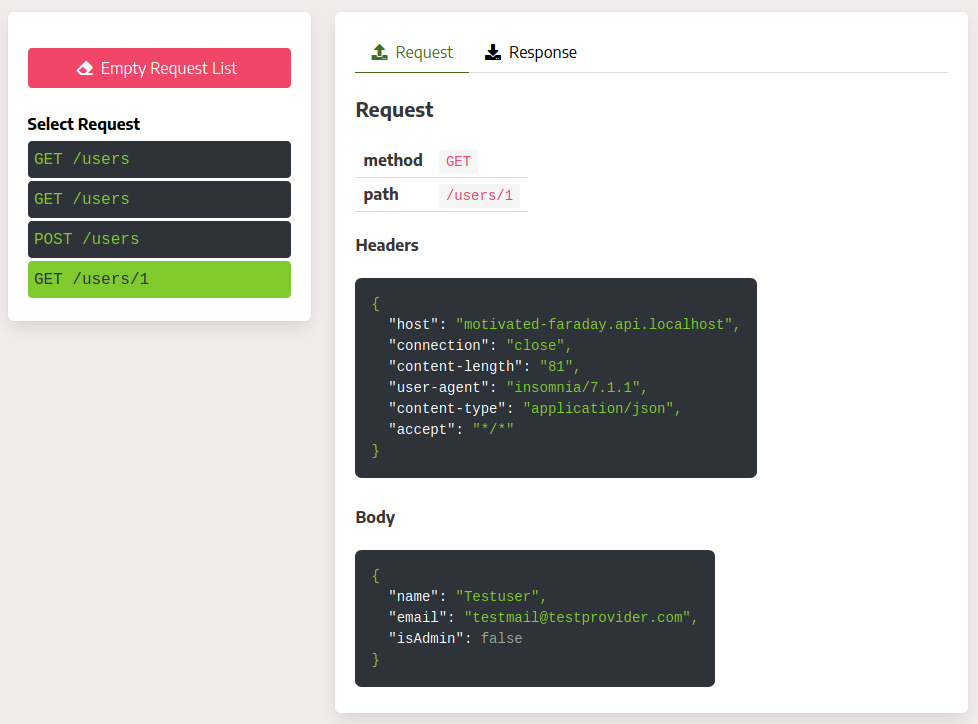 Empty Request List
Select Request
GET /users
GET /users
POST /users
GET /users/1
Request
Response
Request
method GET
path /users/1
Headers
{
"host": "motivated-faraday.api.localhost",
"connection": "close",
"content-length": "81",
"user-agent": "insomnia/7.1.1",
"content-type": "application/json",
"accept": "*/*"
}
Body
{
"name": "Testuser",
"email": "testmail@testprovider.com",
"isAdmin": false
}